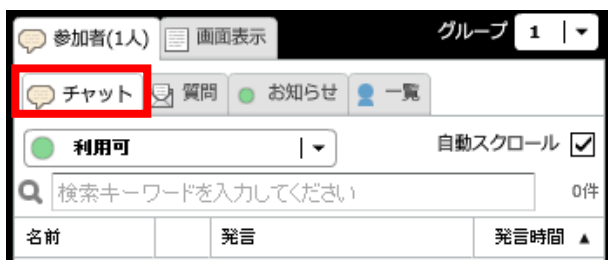 参加者(1人) 画面表示 グループ 1
チャット 質問 お知らせ 一覧
利用可 自動スクロール
検索キーワードを入力してください 0件
名前 発言 発言時間 ▲